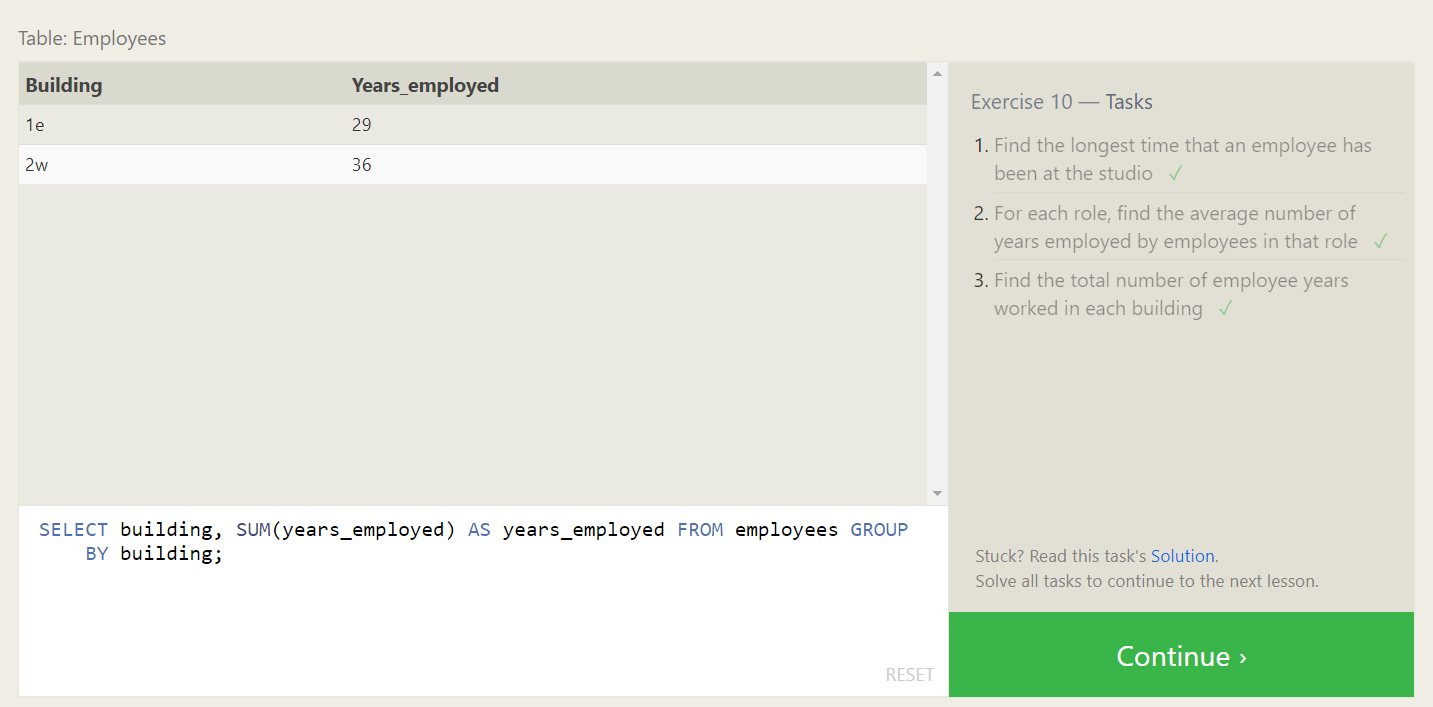 Table: Employees
Building Years_employed
1e 29
2w 36
SELECT building, SUM(years_employed) AS years_employed FROM employees GROUP
BY building;
RESET
Exercise 10 — Tasks
1. Find the longest time that an employee has
been at the studio ✓
2. For each role, find the average number of
years employed by employees in that role ✓
3. Find the total number of employee years
worked in each building ✓
Stuck? Read this task's Solution.
Solve all tasks to continue to the next lesson.
Continue ›